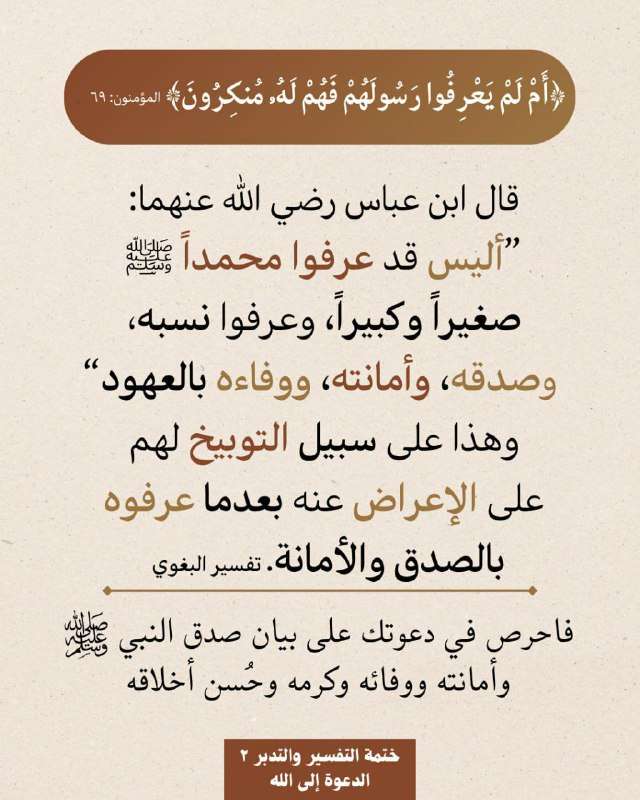 ﴿أَمْ لَمْ يَعْرِفُوا رَسُولَهُمْ فَهُمْ لَهُۥ مُنكِرُونَ﴾ المؤمنون: ٦٩
قال ابن عباس رضي الله عنهما:
”أليس قد عرفوا محمداً ﷺ
صغيراً وكبيراً، وعرفوا نسبه،
وصدقه، وأمانته، ووفاءه بالعهود“
وهذا على سبيل التوبيخ لهم
على الإعراض عنه بعدما عرفوه
بالصدق والأمانة. تفسير البغوي
فاحرص في دعوتك على بيان صدق النبي ﷺ
وأمانته ووفائه وكرمه وحُسن أخلاقه
ختمة التفسير والتدبر ٢
الدعوة إلى الله